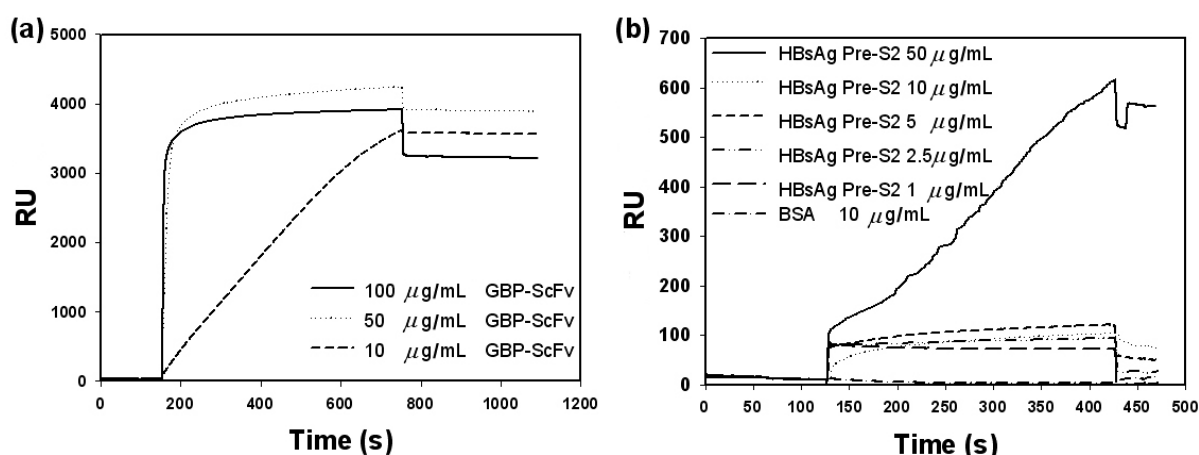 (a)
5000
4000
3000
2000
1000
0
RU
100 μg/mL GBP-ScFv
50 μg/mL GBP-ScFv
10 μg/mL GBP-ScFv
0 200 400 600 800 1000 1200
Time (s)
(b)
700
600
500
400
300
200
100
0
RU
HBsAg Pre-S2 50 μg/mL
HBsAg Pre-S2 10 μg/mL
HBsAg Pre-S2 5 μg/mL
HBsAg Pre-S2 2.5μg/mL
HBsAg Pre-S2 1 μg/mL
BSA 10 μg/mL
0 50 100 150 200 250 300 350 400 450 500
Time (s)